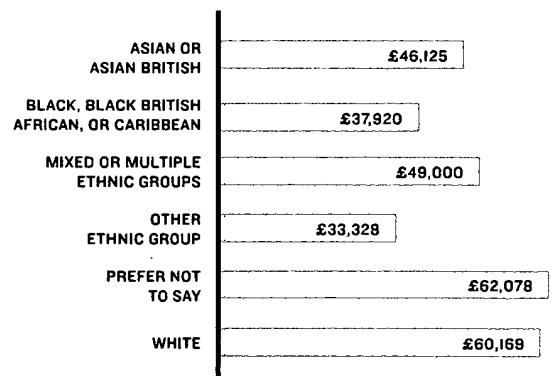 ASIAN OR
ASIAN BRITISH
£46,125
BLACK, BLACK BRITISH
AFRICAN, OR CARIBBEAN
£37,920
MIXED OR MULTIPLE
ETHNIC GROUPS
£49,000
OTHER
ETHNIC GROUP
£33,328
PREFER NOT
TO SAY
£62,078
WHITE
£60,169